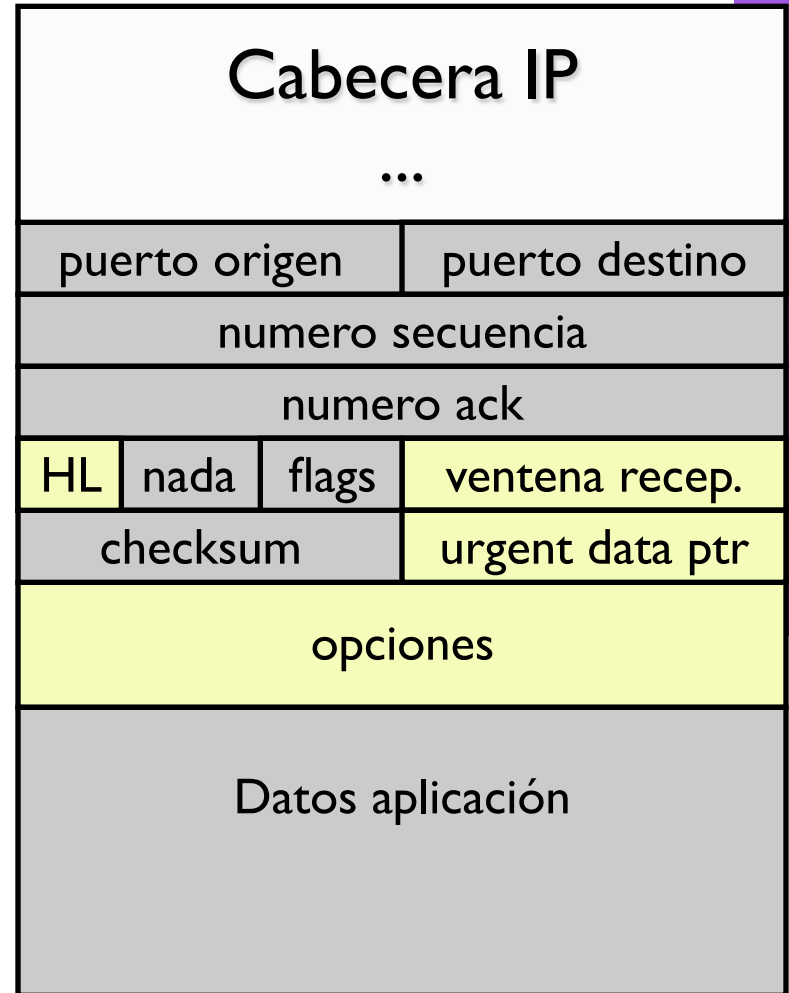 Cabecera IP
...
puerto origen puerto destino
numero secuencia
numero ack
HL nada flags ventena recep.
checksum urgent data ptr
opciones
Datos aplicación